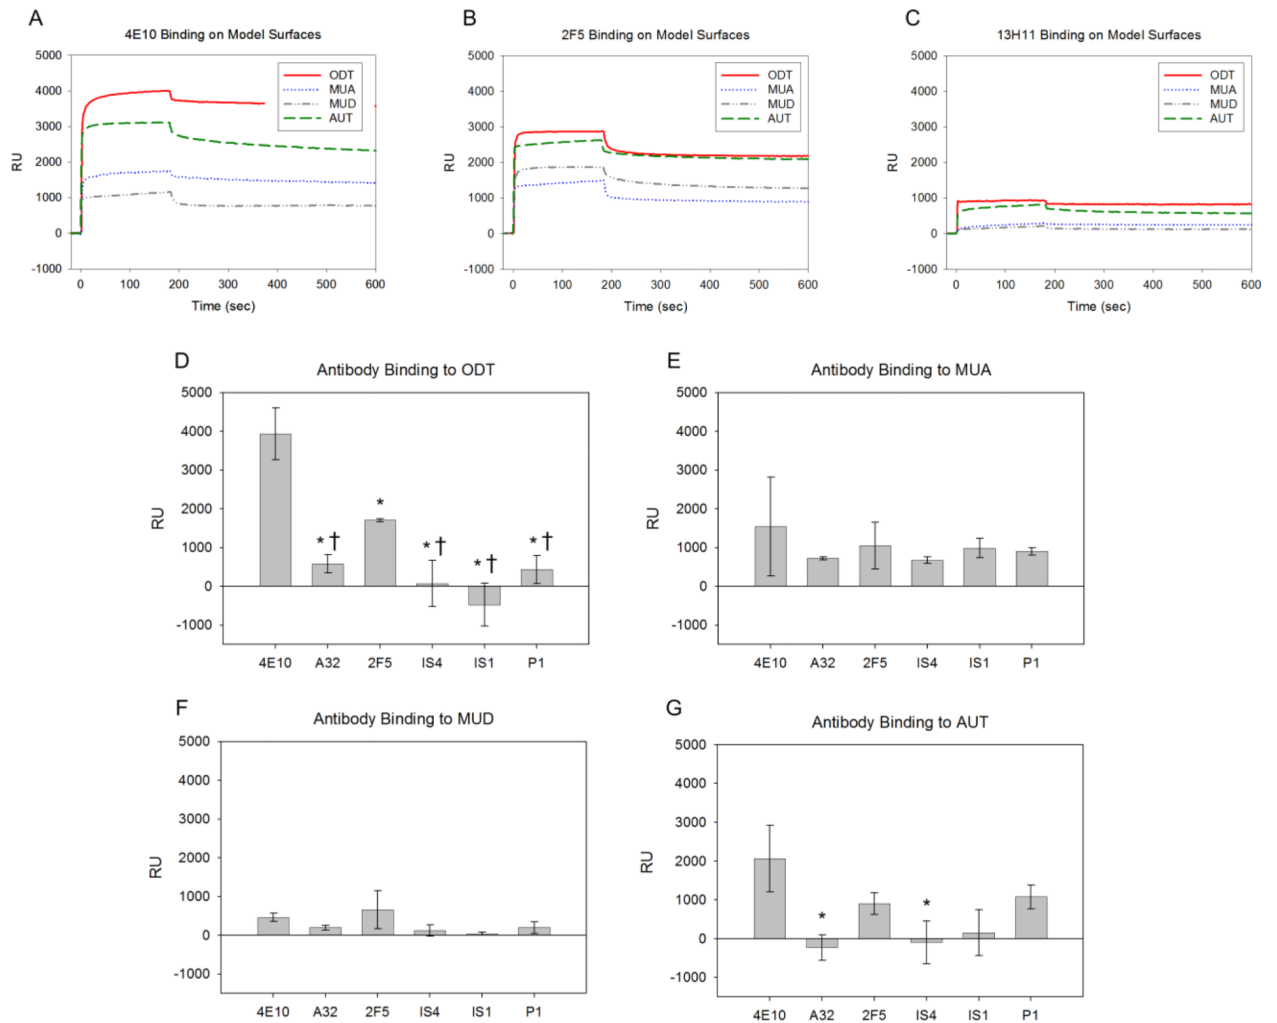 A
4E10 Binding on Model Surfaces
5000
4000
3000
2000
1000
0
-1000
RU
ODT
MUA
MUD
AUT
0 100 200 300 400 500 600
Time (sec)
B
2F5 Binding on Model Surfaces
5000
4000
3000
2000
1000
0
-1000
RU
ODT
MUA
MUD
AUT
0 100 200 300 400 500 600
Time (sec)
C
13H11 Binding on Model Surfaces
5000
4000
3000
2000
1000
0
-1000
RU
ODT
MUA
MUD
AUT
0 100 200 300 400 500 600
Time (sec)
D
Antibody Binding to ODT
5000
4000
3000
2000
1000
0
-1000
RU
*†
*
*†
*†
*†
4E10 A32 2F5 IS4 IS1 P1
E
Antibody Binding to MUA
5000
4000
3000
2000
1000
0
-1000
RU
4E10 A32 2F5 IS4 IS1 P1
F
Antibody Binding to MUD
5000
4000
3000
2000
1000
0
-1000
RU
4E10 A32 2F5 IS4 IS1 P1
G
Antibody Binding to AUT
5000
4000
3000
2000
1000
0
-1000
RU
*
*
4E10 A32 2F5 IS4 IS1 P1